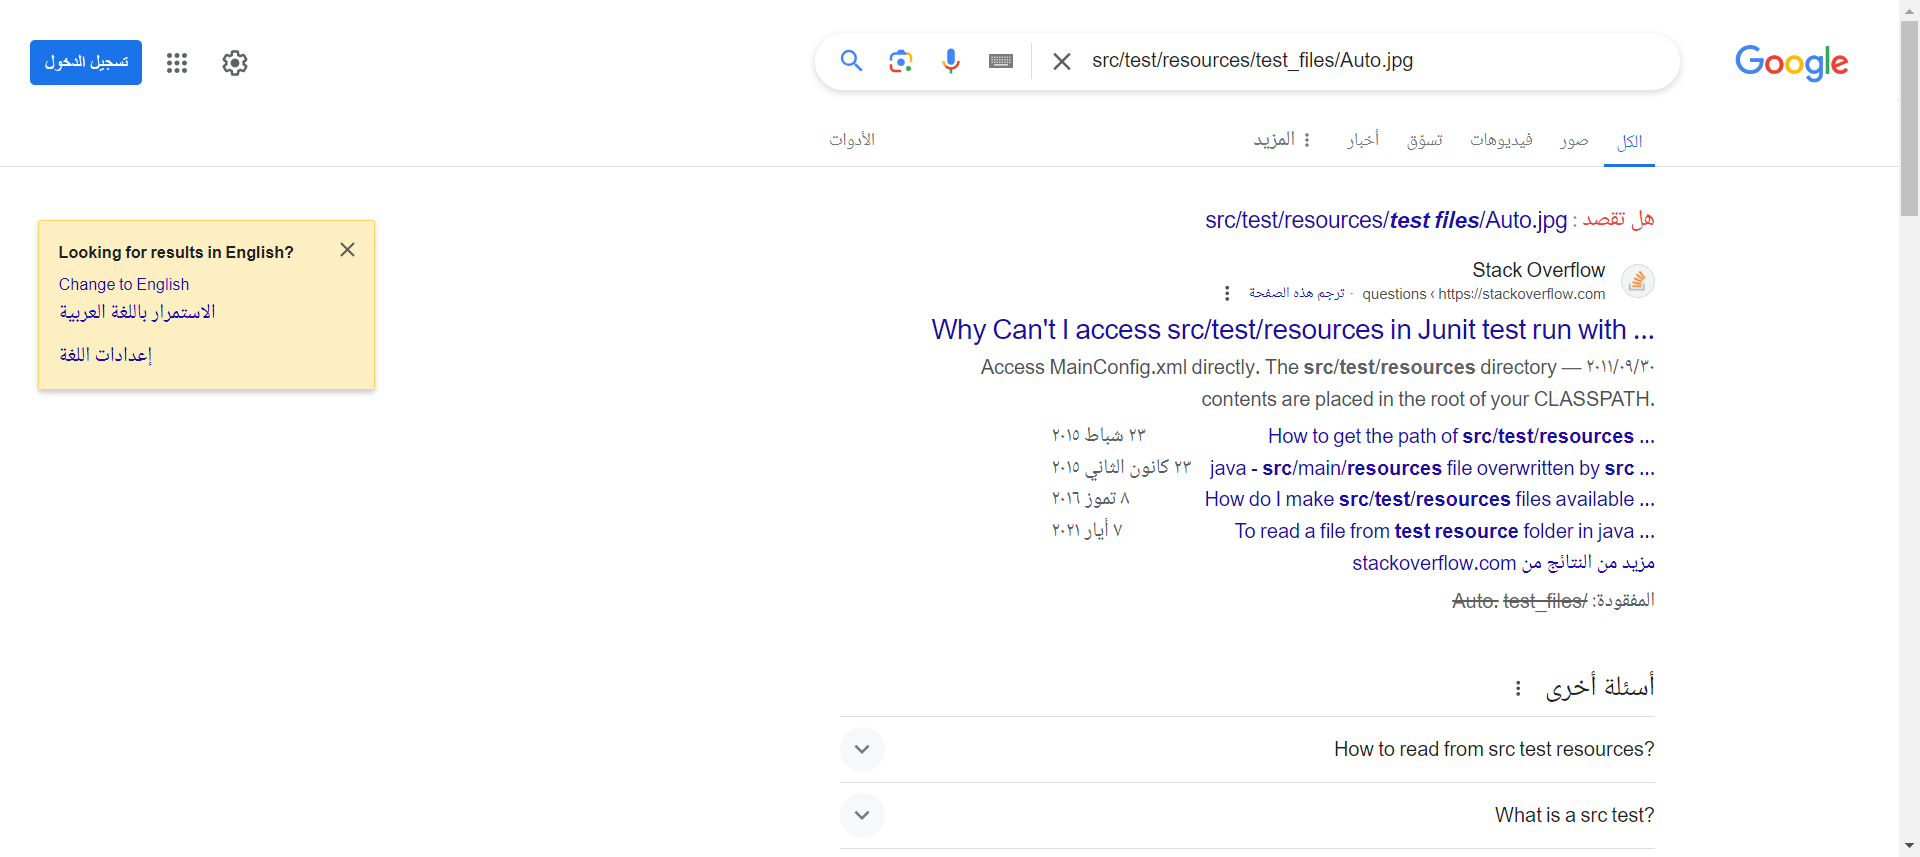 Google
src/test/resources/test_files/Auto.jpg
تسجيل الدخول
الكل
صور
فيديوهات
تسوّق
أخبار
المزيد
الأدوات
هل تقصد : src/test/resources/test files/Auto.jpg
Looking for results in English?
Change to English
الاستمرار باللغة العربية
إعدادات اللغة
Stack Overflow
https://stackoverflow.com › questions · ترجم هذه الصفحة
Why Can't I access src/test/resources in Junit test run with ...
٢٠١١/٠٩/٣٠ — Access MainConfig.xml directly. The src/test/resources directory
contents are placed in the root of your CLASSPATH.
How to get the path of src/test/resources ... ٢٣ شباط ٢٠١٥
java - src/main/resources file overwritten by src ... ٢٣ كانون الثاني ٢٠١٥
How do I make src/test/resources files available ... ٨ تموز ٢٠١٦
To read a file from test resource folder in java ... ٧ أيار ٢٠٢١
مزيد من النتائج من stackoverflow.com
المفقودة: test_files/ Auto.
أسئلة أخرى
How to read from src test resources?
What is a src test?